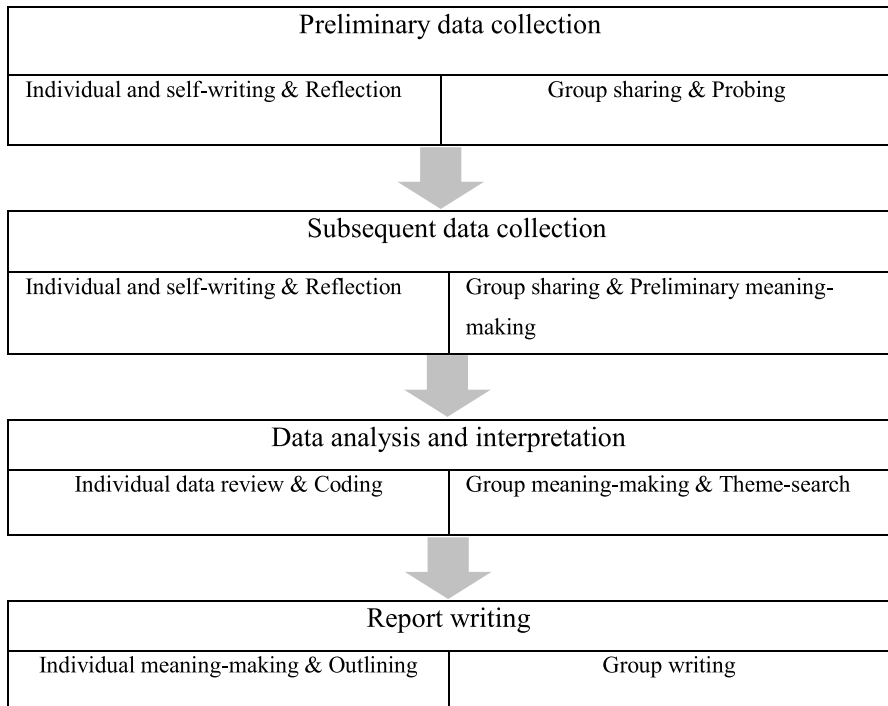 Preliminary data collection
Individual and self-writing & Reflection
Group sharing & Probing
Subsequent data collection
Individual and self-writing & Reflection
Group sharing & Preliminary meaning-
making
Data analysis and interpretation
Individual data review & Coding
Group meaning-making & Theme-search
Report writing
Individual meaning-making & Outlining
Group writing